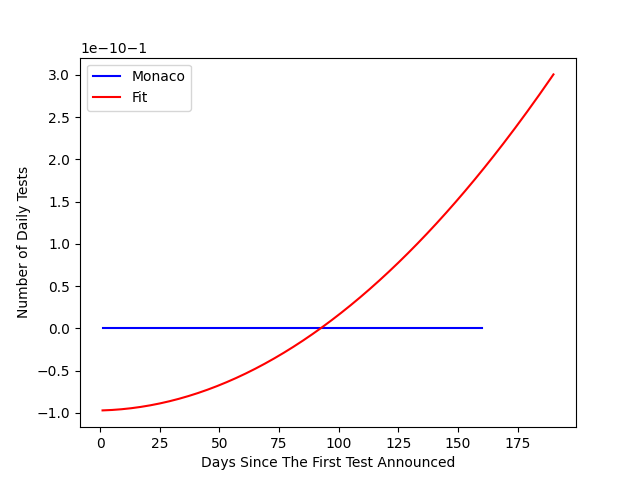 1e−10−1
Monaco
Fit
3.0
2.5
2.0
1.5
1.0
0.5
0.0
−0.5
−1.0
Number of Daily Tests
0 25 50 75 100 125 150 175
Days Since The First Test Announced